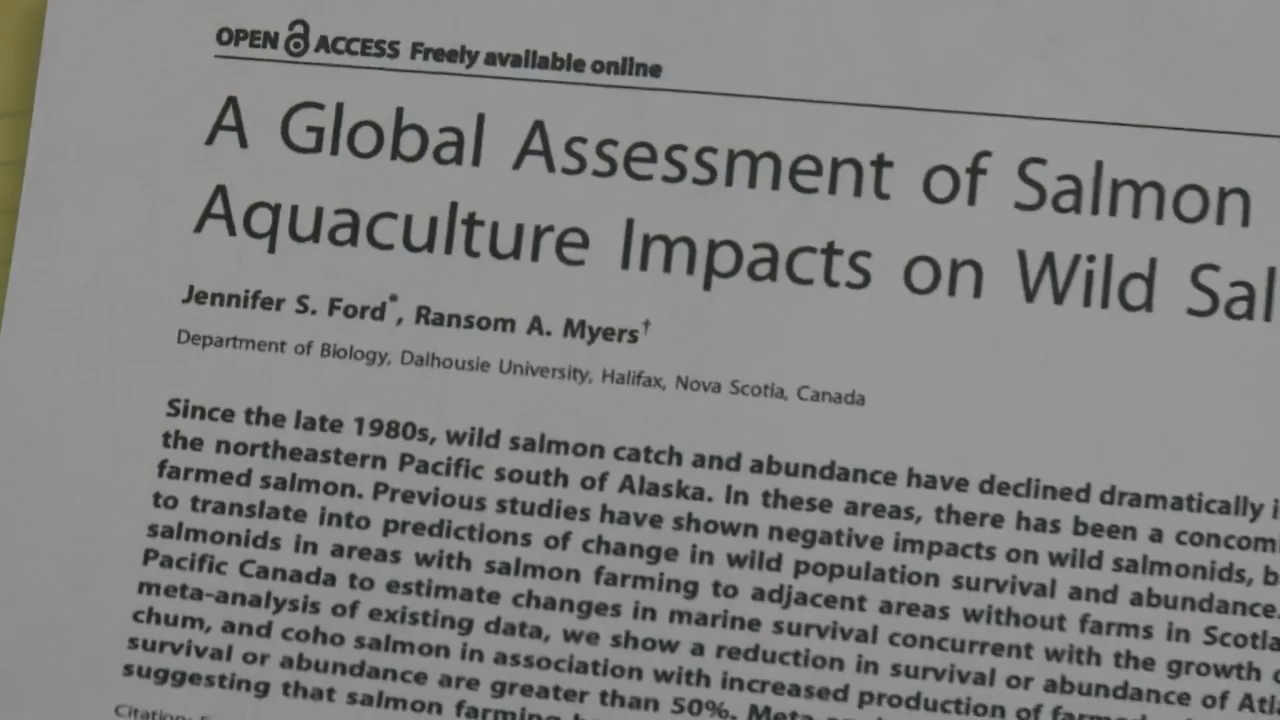 OPEN ACCESS Freely available online
A Global Assessment of Salmon
Aquaculture Impacts on Wild Sal
Jennifer S. Ford*, Ransom A. Myers†
Department of Biology, Dalhousie University, Halifax, Nova Scotia, Canada
Since the late 1980s, wild salmon catch and abundance have declined dramatically i
the northeastern Pacific south of Alaska. In these areas, there has been a concomi
farmed salmon. Previous studies have shown negative impacts on wild salmonids, b
to translate into predictions of change in wild population survival and abundance.
salmonids in areas with salmon farming to adjacent areas without farms in Scotla
Pacific Canada to estimate changes in marine survival concurrent with the growth
meta-analysis of existing data, we show a reduction in survival or abundance of Atl
chum, and coho salmon in association with increased production of farmed
survival or abundance are greater than 50%. Meta
suggesting that salmon farming
Citation: